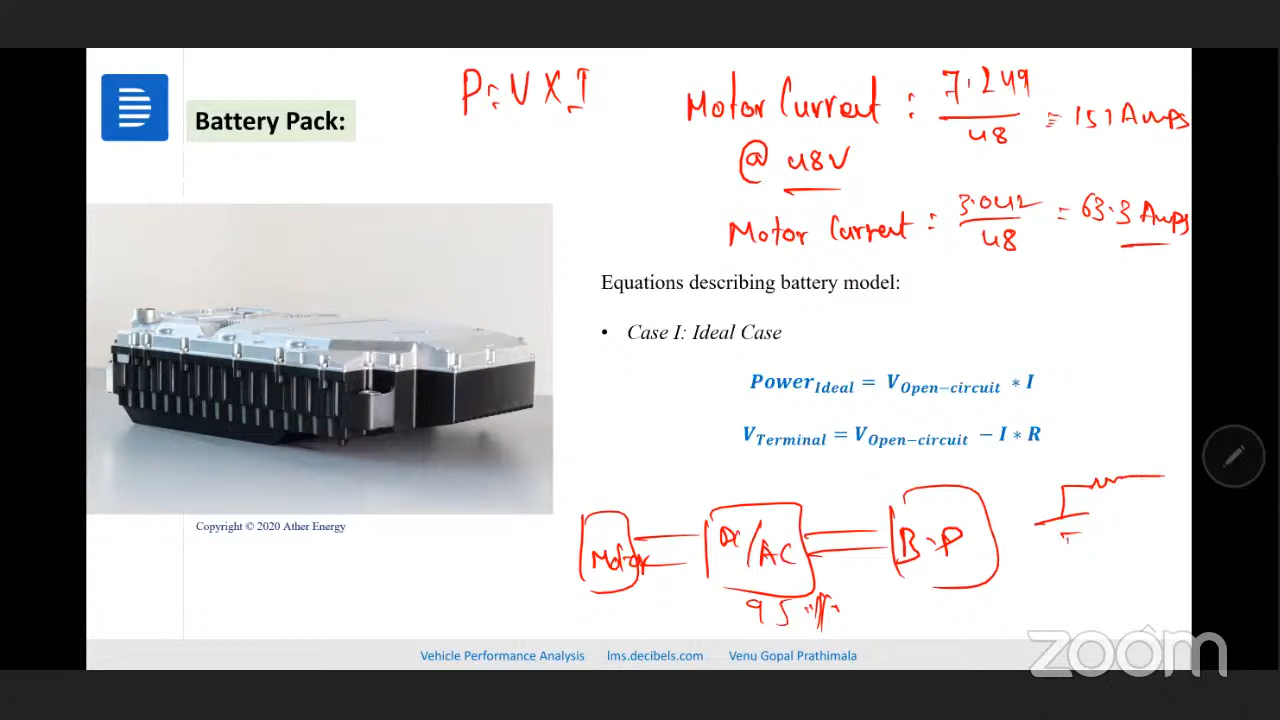 P = V X I
Motor Current = 7.249 / 48 = 151 Amps
@ 48V
Battery Pack:
Motor Current = 3.042 / 48 = 63.3 Amps
Equations describing battery model:
• Case I: Ideal Case
Power_Ideal = V_Open-circuit * I
V_Terminal = V_Open-circuit - I * R
Copyright © 2020 Ather Energy
Motor
DC/AC
B.P
95
Vehicle Performance Analysis lms.decibels.com Venu Gopal Prathimala
zoom